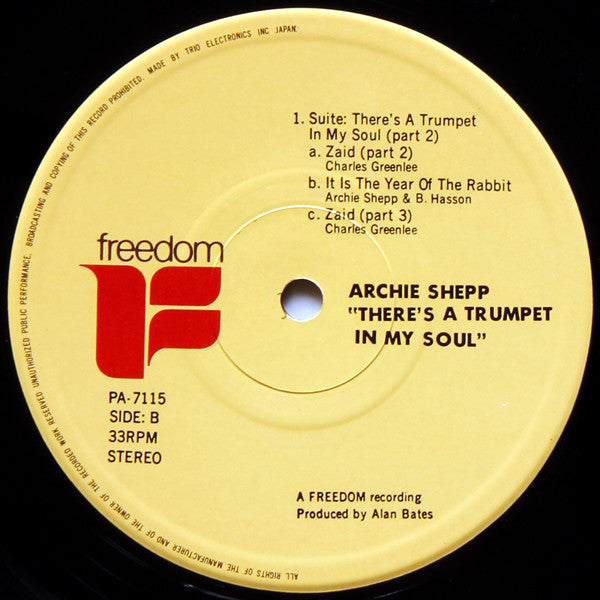 ALL RIGHTS OF THE MANUFACTURER AND OF THE OWNER OF THE RECORDED WORK RESERVED UNAUTHORIZED PUBLIC PERFORMANCE, BROADCASTING AND COPYING OF THIS RECORD PROHIBITED. MADE BY TRIO ELECTRONICS INC JAPAN.
1. Suite: There's A Trumpet
In My Soul (part 2)
a. Zaid (part 2)
Charles Greenlee
b. It Is The Year Of The Rabbit
Archie Shepp & B. Hasson
c. Zaid (part 3)
Charles Greenlee
freedom
ARCHIE SHEPP
"THERE'S A TRUMPET
IN MY SOUL"
PA-7115
SIDE: B
33RPM
STEREO
A FREEDOM recording
Produced by Alan Bates